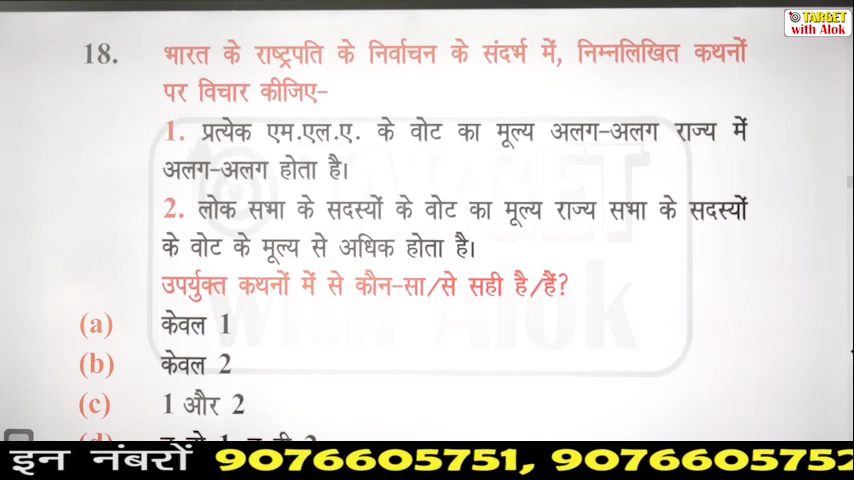 TARGET
with Alok
18. भारत के राष्ट्रपति के निर्वाचन के संदर्भ में, निम्नलिखित कथनों
पर विचार कीजिए-
1. प्रत्येक एम.एल.ए. के वोट का मूल्य अलग-अलग राज्य में
अलग-अलग होता है।
2. लोक सभा के सदस्यों के वोट का मूल्य राज्य सभा के सदस्यों
के वोट के मूल्य से अधिक होता है।
उपर्युक्त कथनों में से कौन-सा/से सही है/हैं?
(a) केवल 1
(b) केवल 2
(c) 1 और 2
इन नंबरों 9076605751, 9076605752